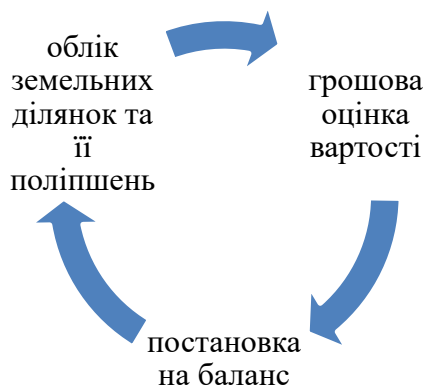 облік
земельних
ділянок та
її
поліпшень
грошова
оцінка
вартості
постановка
на баланс